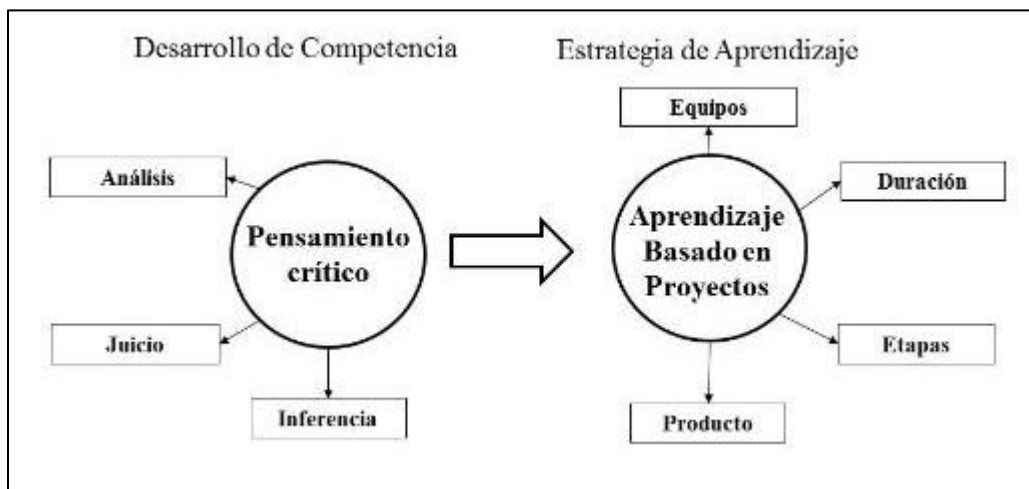 Desarrollo de Competencia
Estrategia de Aprendizaje
Equipos
Análisis
Duración
Pensamiento
crítico
Aprendizaje
Basado en
Proyectos
Juicio
Etapas
Inferencia
Producto